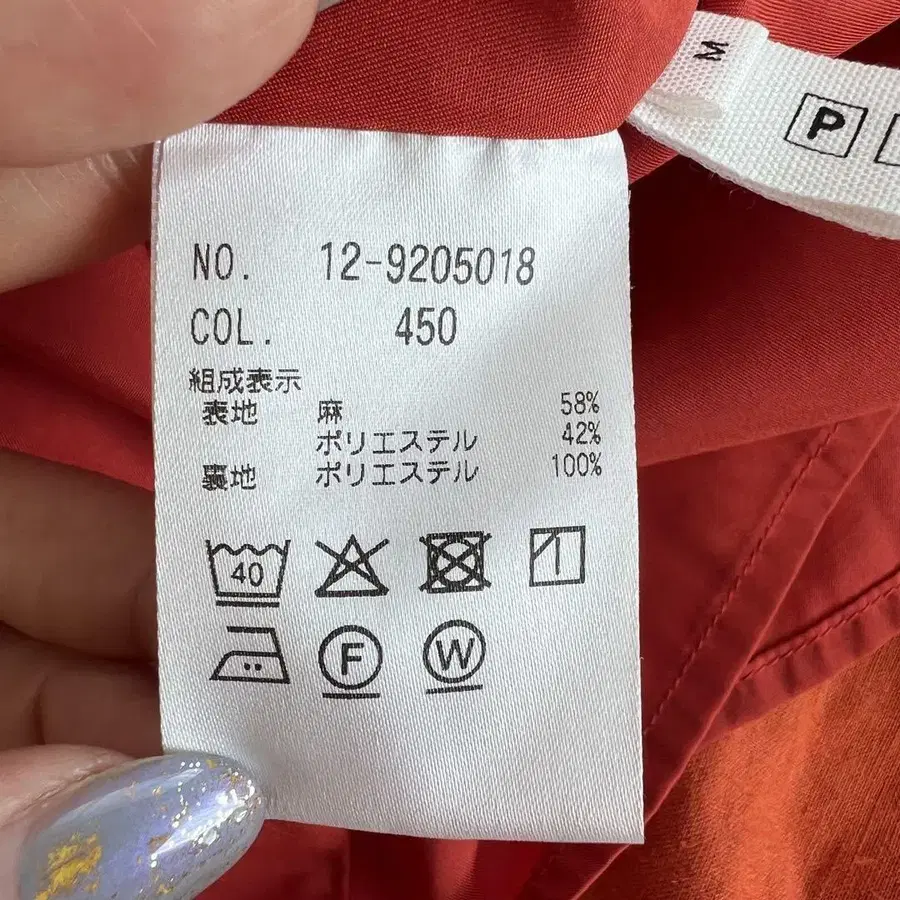 M
P
NO. 12-9205018
COL. 450
組成表示
表地 麻 58%
ポリエステル 42%
裏地 ポリエステル 100%
40
F W